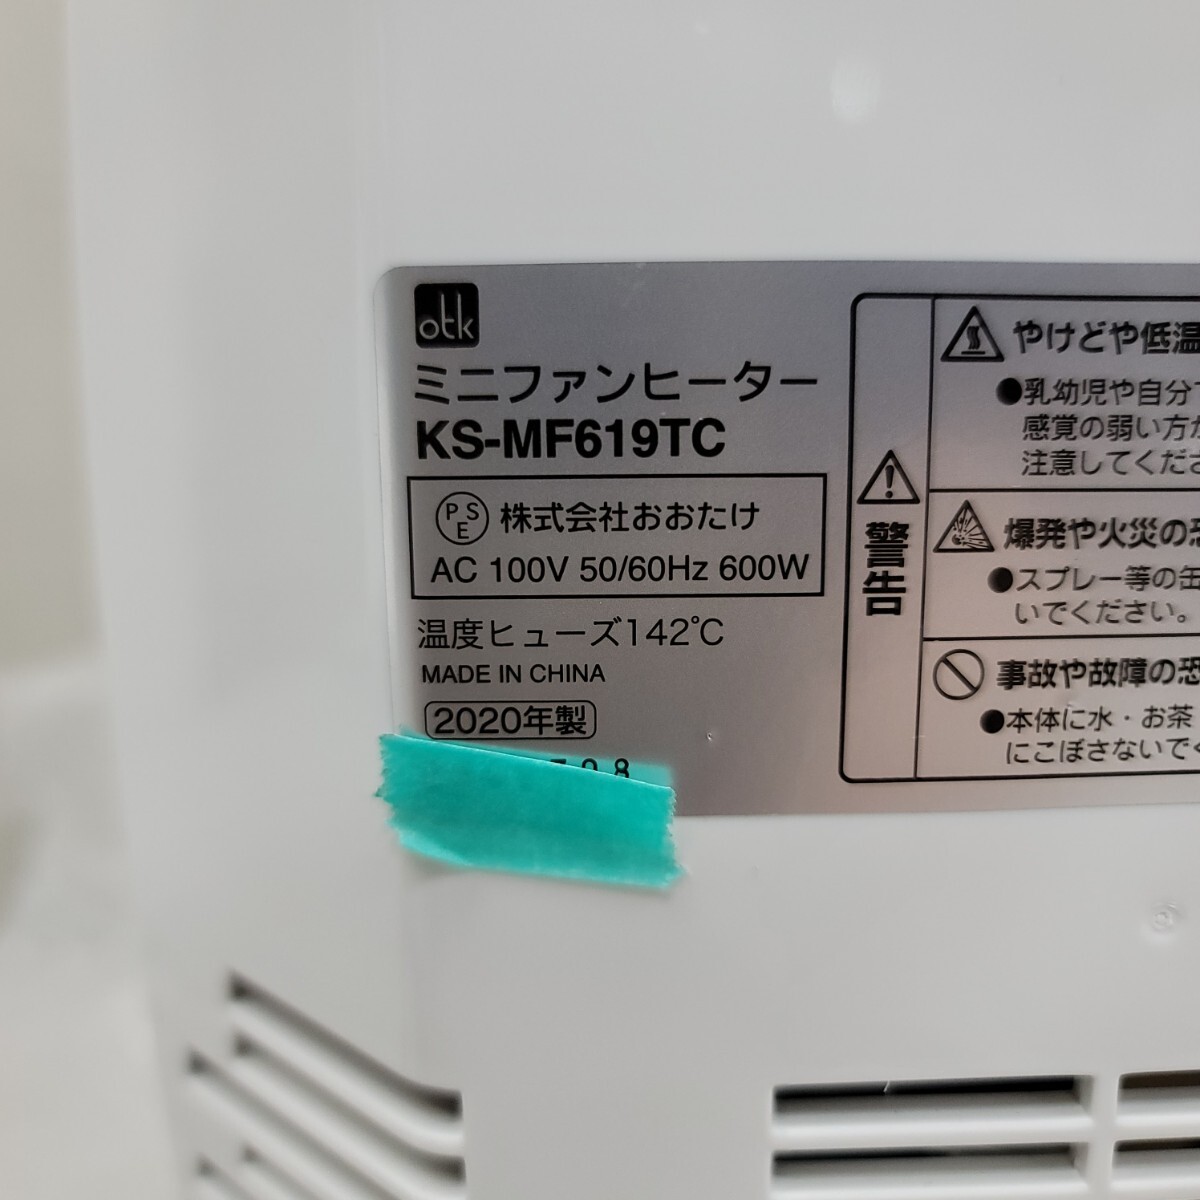 otk
ミニファンヒーター
KS-MF619TC
PSE 株式会社おおたけ
AC 100V 50/60Hz 600W
温度ヒューズ142℃
MADE IN CHINA
2020年製
警告
やけどや低温
●乳幼児や自分
感覚の弱い方
注意してくださ
爆発や火災の
●スプレー等の缶
いでください。
事故や故障の
●本体に水・お茶
にこぼさないで